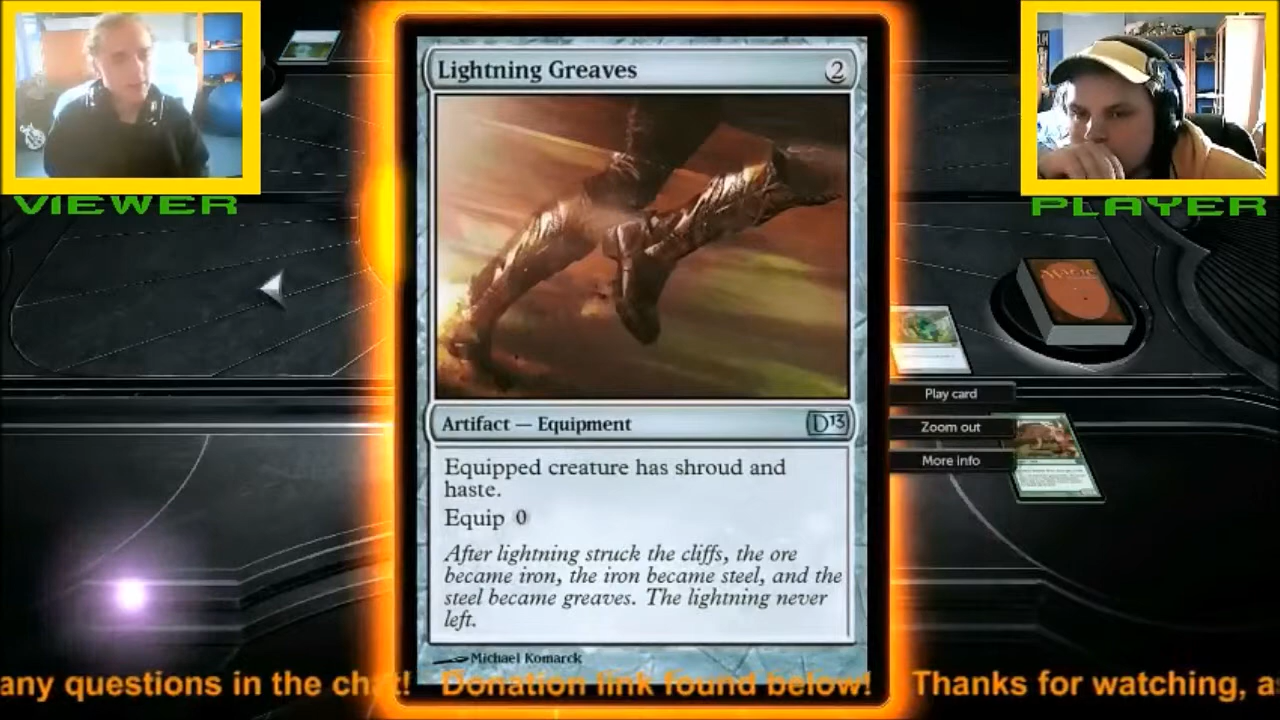 Lightning Greaves 2
VIEWER
PLAYER
MAGIC
Play card
Zoom out
More info
Artifact — Equipment D13
Equipped creature has shroud and
haste.
Equip 0
After lightning struck the cliffs, the ore
became iron, the iron became steel, and the
steel became greaves. The lightning never
left.
Michael Komarck
any questions in the chat! Donation link found below! Thanks for watching, as